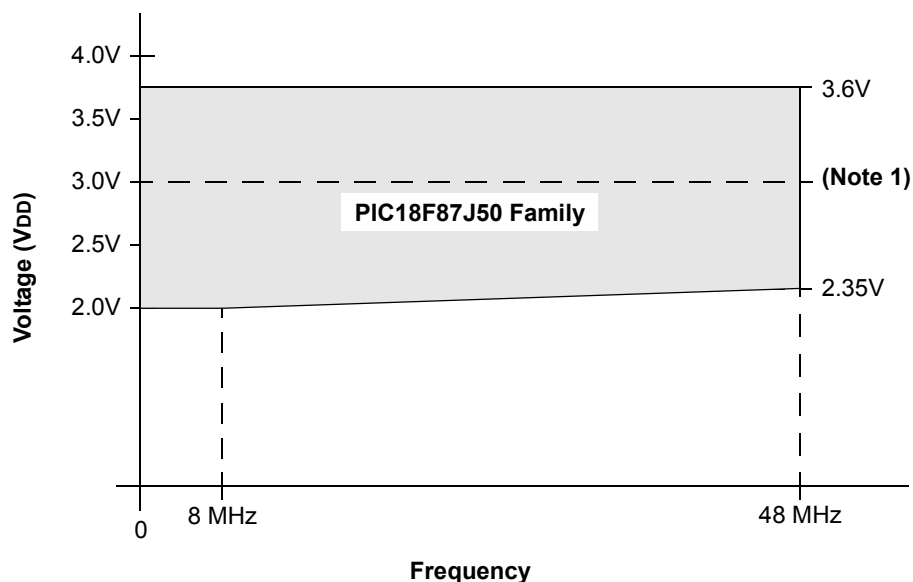 4.0V
3.6V
3.5V
3.0V
(Note 1)
PIC18F87J50 Family
2.5V
2.35V
2.0V
Voltage (VDD)
0
8 MHz
48 MHz
Frequency